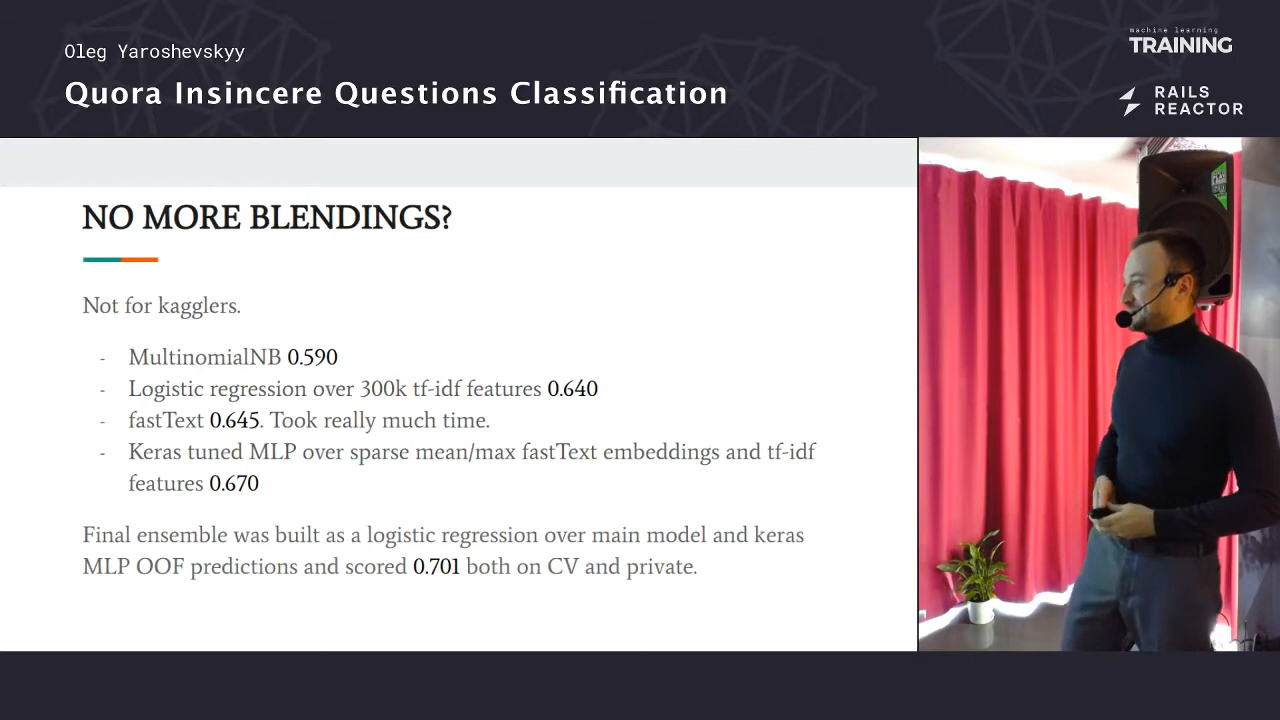 Oleg Yaroshevskyy
Quora Insincere Questions Classification
machine learning
TRAINING
RAILS
REACTOR
NO MORE BLENDINGS?
Not for kagglers.
- MultinomialNB 0.590
- Logistic regression over 300k tf-idf features 0.640
- fastText 0.645. Took really much time.
- Keras tuned MLP over sparse mean/max fastText embeddings and tf-idf
features 0.670
Final ensemble was built as a logistic regression over main model and keras
MLP OOF predictions and scored 0.701 both on CV and private.